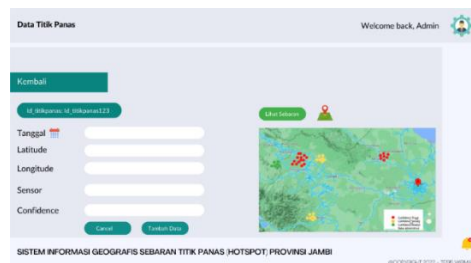 Data Titik Panas
Welcome back, Admin
Kembali
Id_titikpanas: Id_titikpanas123
Lihat Sebaran
Tanggal
Latitude
Longitude
Sensor
Confidence
Cancel
Tambah Data
SISTEM INFORMASI GEOGRAFIS SEBARAN TITIK PANAS (HOTSPOT) PROVINSI JAMBI